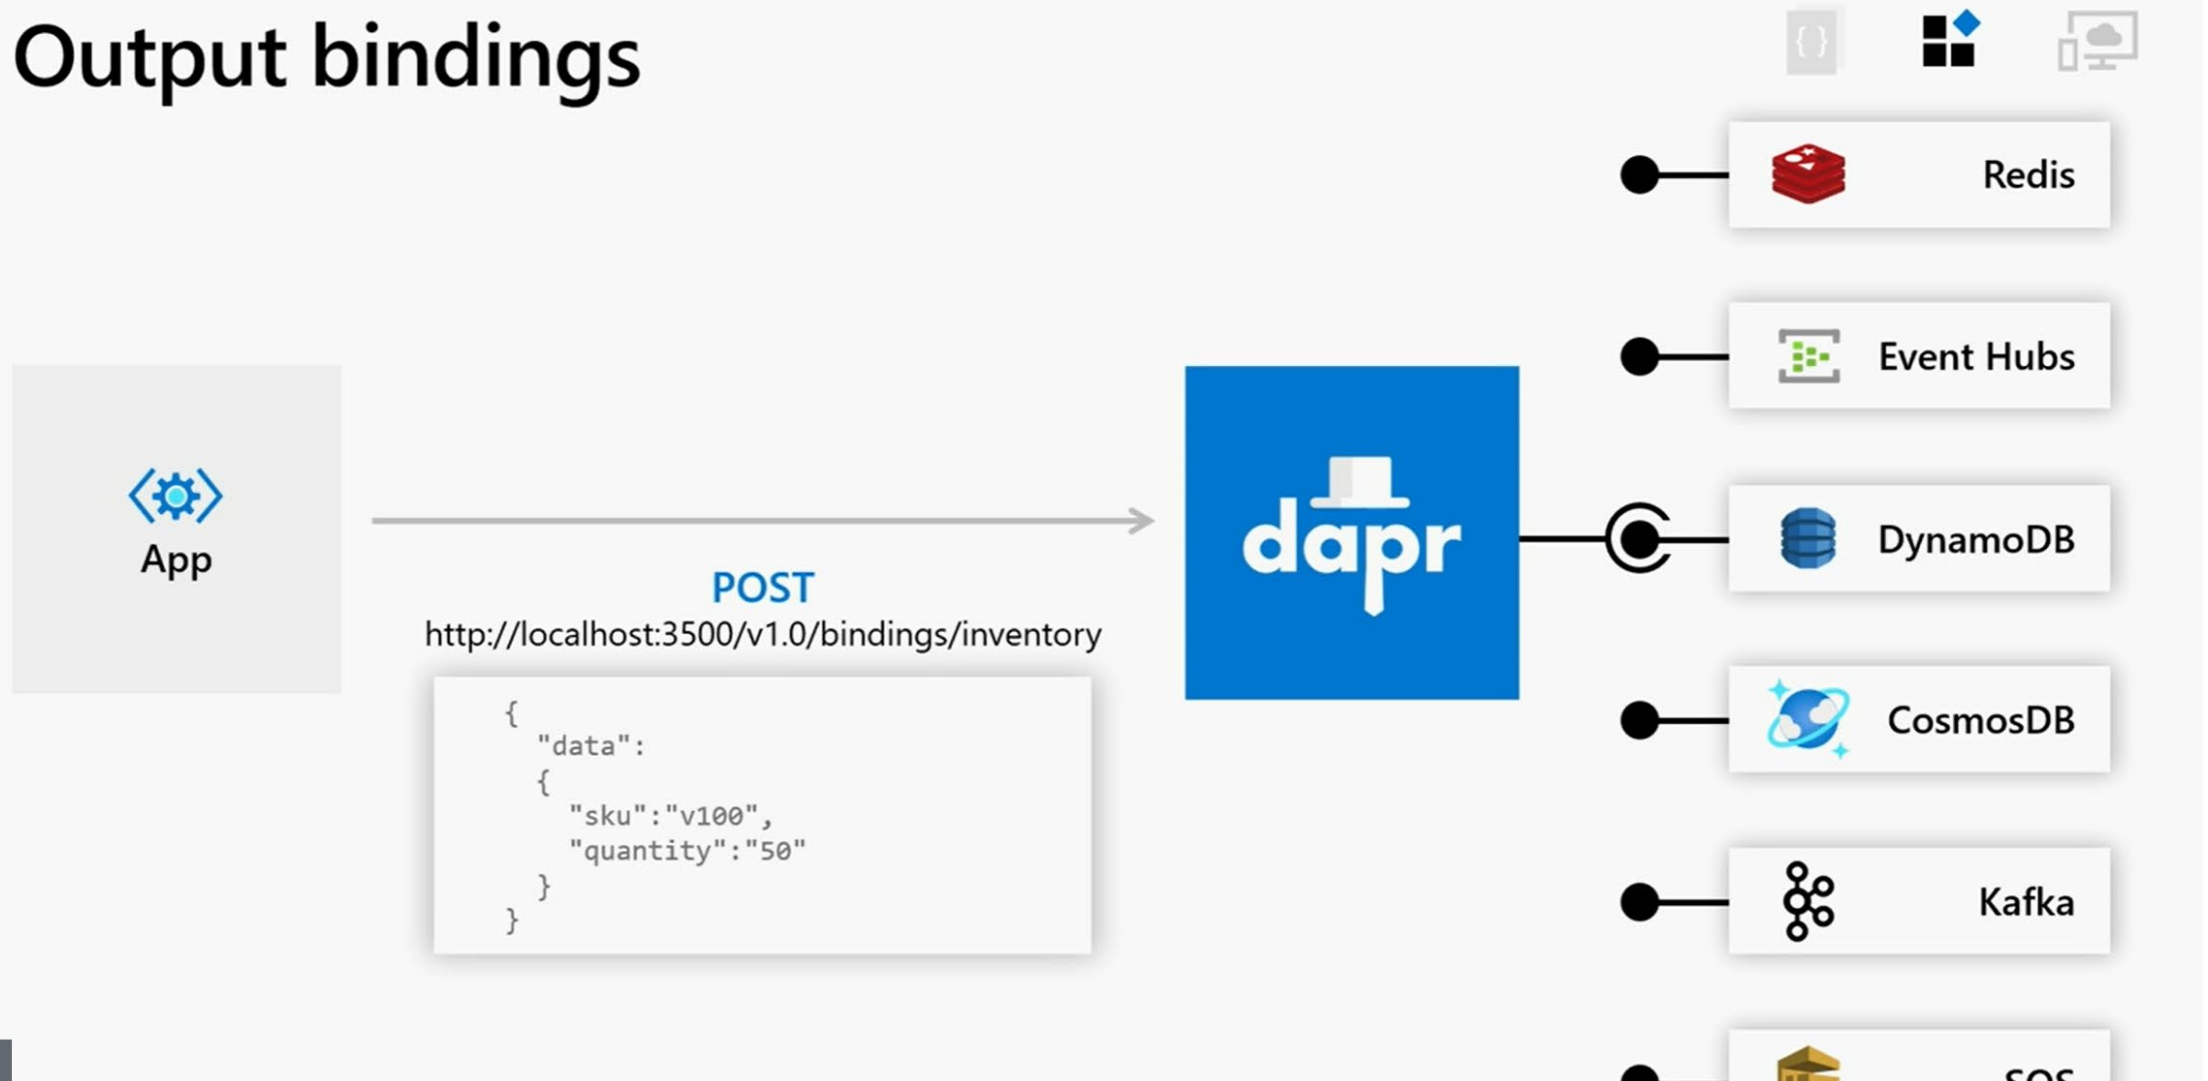 Output bindings
{ }
Redis
Event Hubs
App
dapr
DynamoDB
POST
http://localhost:3500/v1.0/bindings/inventory
{
"data":
{
"sku":"v100",
"quantity":"50"
}
}
CosmosDB
Kafka
SQS